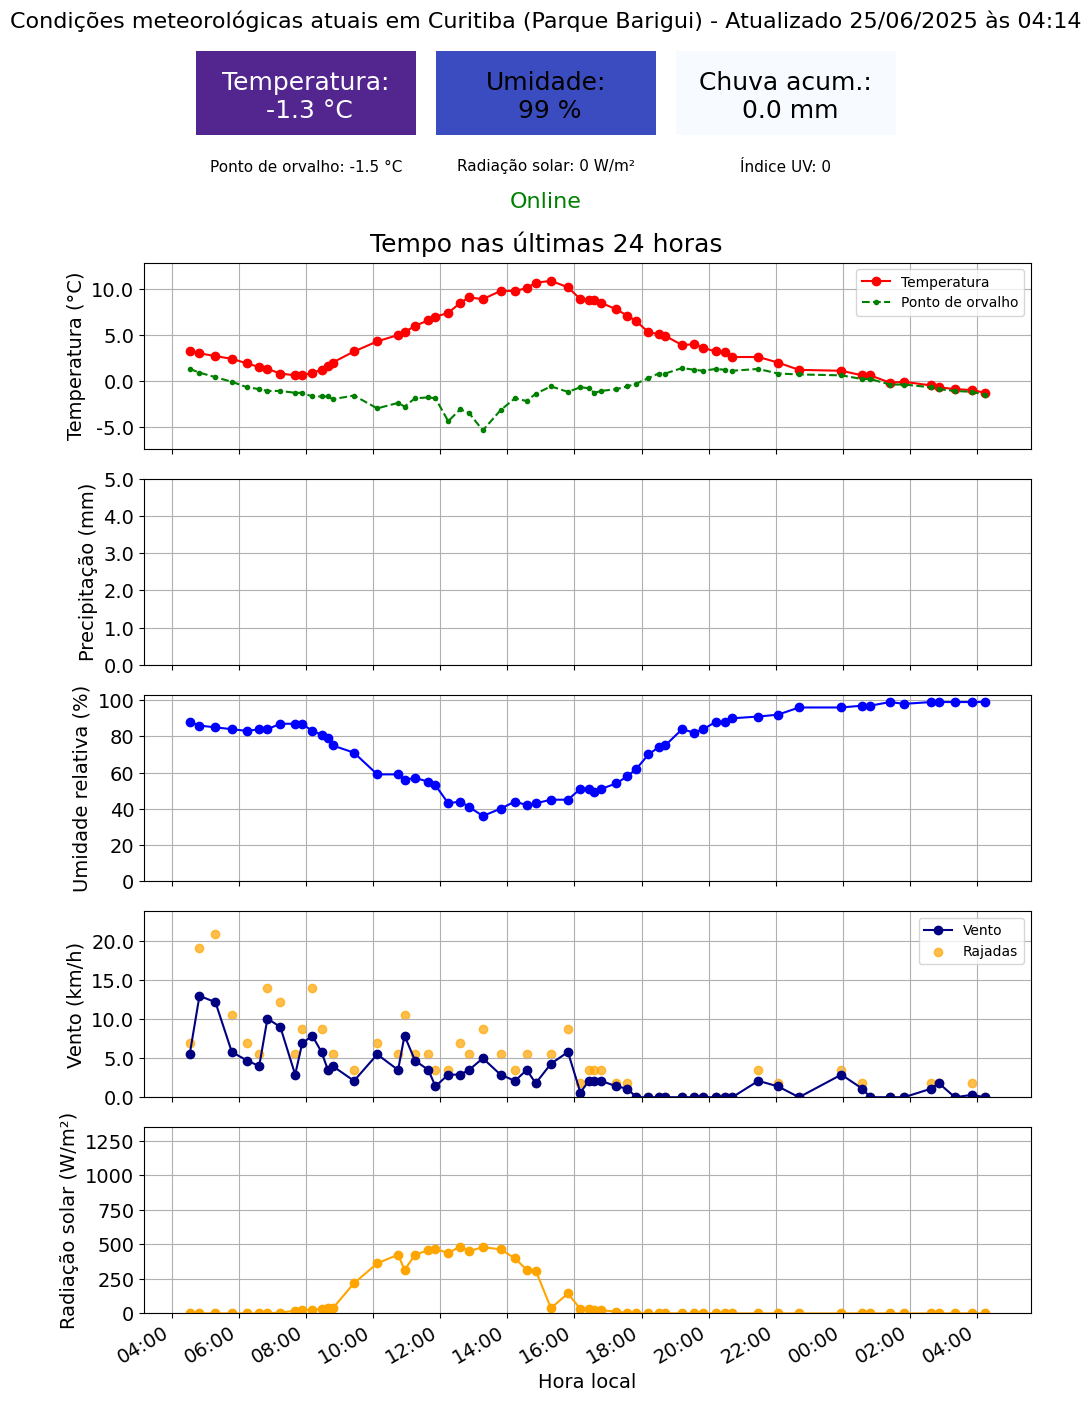 Condições meteorológicas atuais em Curitiba (Parque Barigui) - Atualizado 25/06/2025 às 04:14
Temperatura:
-1.3 °C
Umidade:
99 %
Chuva acum.:
0.0 mm
Ponto de orvalho: -1.5 °C
Radiação solar: 0 W/m²
Índice UV: 0
Online
Tempo nas últimas 24 horas
Temperatura (°C)
10.0
5.0
0.0
-5.0
Temperatura
Ponto de orvalho
Precipitação (mm)
5.0
4.0
3.0
2.0
1.0
0.0
Umidade relativa (%)
100
80
60
40
20
0
Vento (km/h)
20.0
15.0
10.0
5.0
0.0
Vento
Rajadas
Radiação solar (W/m²)
1250
1000
750
500
250
0
04:00
06:00
08:00
10:00
12:00
14:00
16:00
18:00
20:00
22:00
00:00
02:00
04:00
Hora local